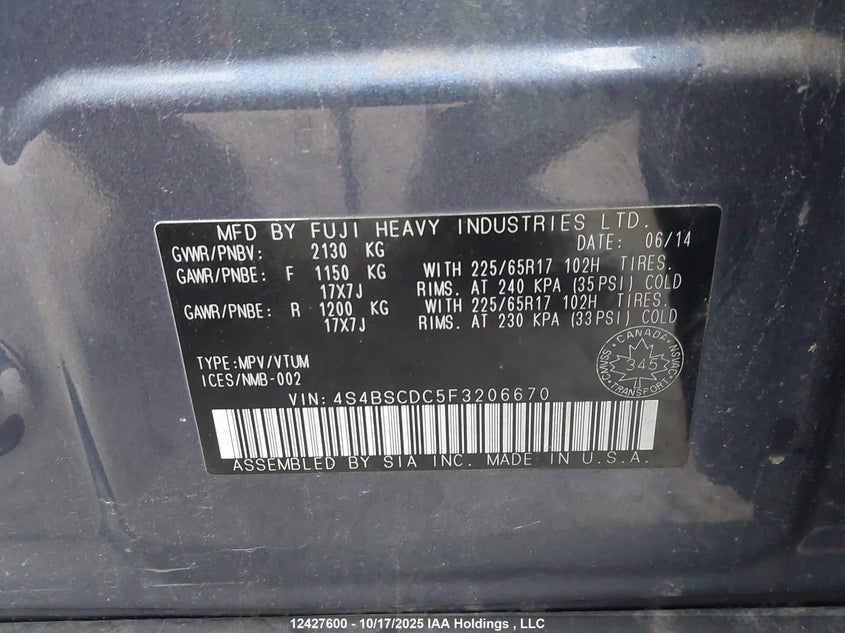 MFD BY FUJI HEAVY INDUSTRIES LTD.
GVWR/PNBV: 2130 KG DATE: 06/14
GAWR/PNBE: F 1150 KG WITH 225/65R17 102H TIRES.
17X7J RIMS. AT 240 KPA (35PSI) COLD
GAWR/PNBE: R 1200 KG WITH 225/65R17 102H TIRES.
17X7J RIMS. AT 230 KPA (33PSI) COLD
TYPE:MPV/VTUM
ICES/NMB-002
CANADA
CMVSS 345 NSVAC
TRANSPORT
VIN: 4S4BSCDC5F3206670
ASSEMBLED BY SIA INC. MADE IN U.S.A.
12427600 - 10/17/2025 IAA Holdings , LLC